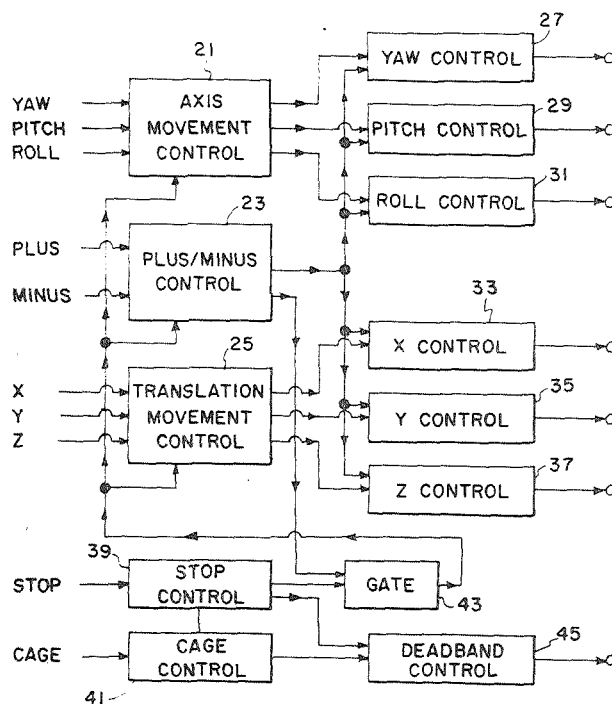 27
21
YAW CONTROL
YAW
PITCH
ROLL
AXIS
MOVEMENT
CONTROL
29
PITCH CONTROL
31
ROLL CONTROL
23
PLUS
MINUS
PLUS/MINUS
CONTROL
33
X CONTROL
25
X
Y
Z
TRANSLATION
MOVEMENT
CONTROL
35
Y CONTROL
37
Z CONTROL
39
STOP
STOP
CONTROL
GATE
43
45
CAGE
CAGE
CONTROL
41
DEADBAND
CONTROL